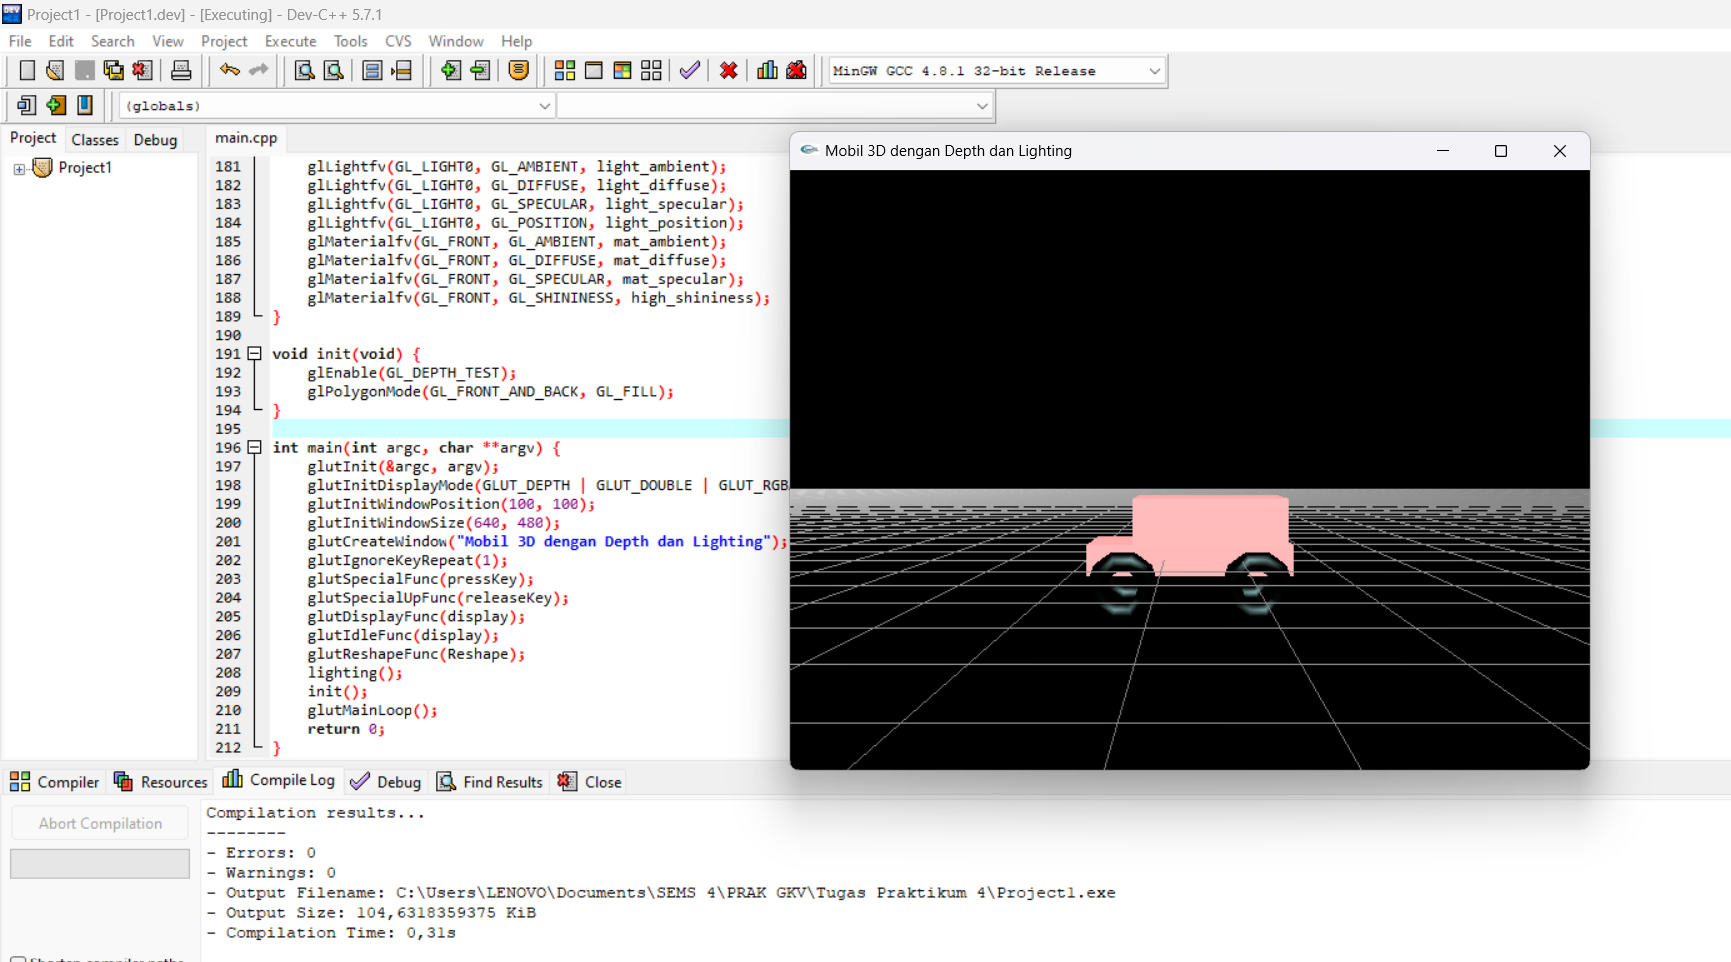 Project1 - [Project1.dev] - [Executing] - Dev-C++ 5.7.1
File Edit Search View Project Execute Tools CVS Window Help
MinGW GCC 4.8.1 32-bit Release
(globals)
Project Classes Debug
main.cpp
Project1
Mobil 3D dengan Depth dan Lighting
181 glLightfv(GL_LIGHT0, GL_AMBIENT, light_ambient);
182 glLightfv(GL_LIGHT0, GL_DIFFUSE, light_diffuse);
183 glLightfv(GL_LIGHT0, GL_SPECULAR, light_specular);
184 glLightfv(GL_LIGHT0, GL_POSITION, light_position);
185 glMaterialfv(GL_FRONT, GL_AMBIENT, mat_ambient);
186 glMaterialfv(GL_FRONT, GL_DIFFUSE, mat_diffuse);
187 glMaterialfv(GL_FRONT, GL_SPECULAR, mat_specular);
188 glMaterialfv(GL_FRONT, GL_SHININESS, high_shininess);
189 }
190
191 void init(void) {
192 glEnable(GL_DEPTH_TEST);
193 glPolygonMode(GL_FRONT_AND_BACK, GL_FILL);
194 }
195
196 int main(int argc, char **argv) {
197 glutInit(&argc, argv);
198 glutInitDisplayMode(GLUT_DEPTH | GLUT_DOUBLE | GLUT_RGB
199 glutInitWindowPosition(100, 100);
200 glutInitWindowSize(640, 480);
201 glutCreateWindow("Mobil 3D dengan Depth dan Lighting");
202 glutIgnoreKeyRepeat(1);
203 glutSpecialFunc(pressKey);
204 glutSpecialUpFunc(releaseKey);
205 glutDisplayFunc(display);
206 glutIdleFunc(display);
207 glutReshapeFunc(Reshape);
208 lighting();
209 init();
210 glutMainLoop();
211 return 0;
212 }
Compiler Resources Compile Log Debug Find Results Close
Abort Compilation
Compilation results...
--------
- Errors: 0
- Warnings: 0
- Output Filename: C:\Users\LENOVO\Documents\SEMS 4\PRAK GKV\Tugas Praktikum 4\Project1.exe
- Output Size: 104,6318359375 KiB
- Compilation Time: 0,31s